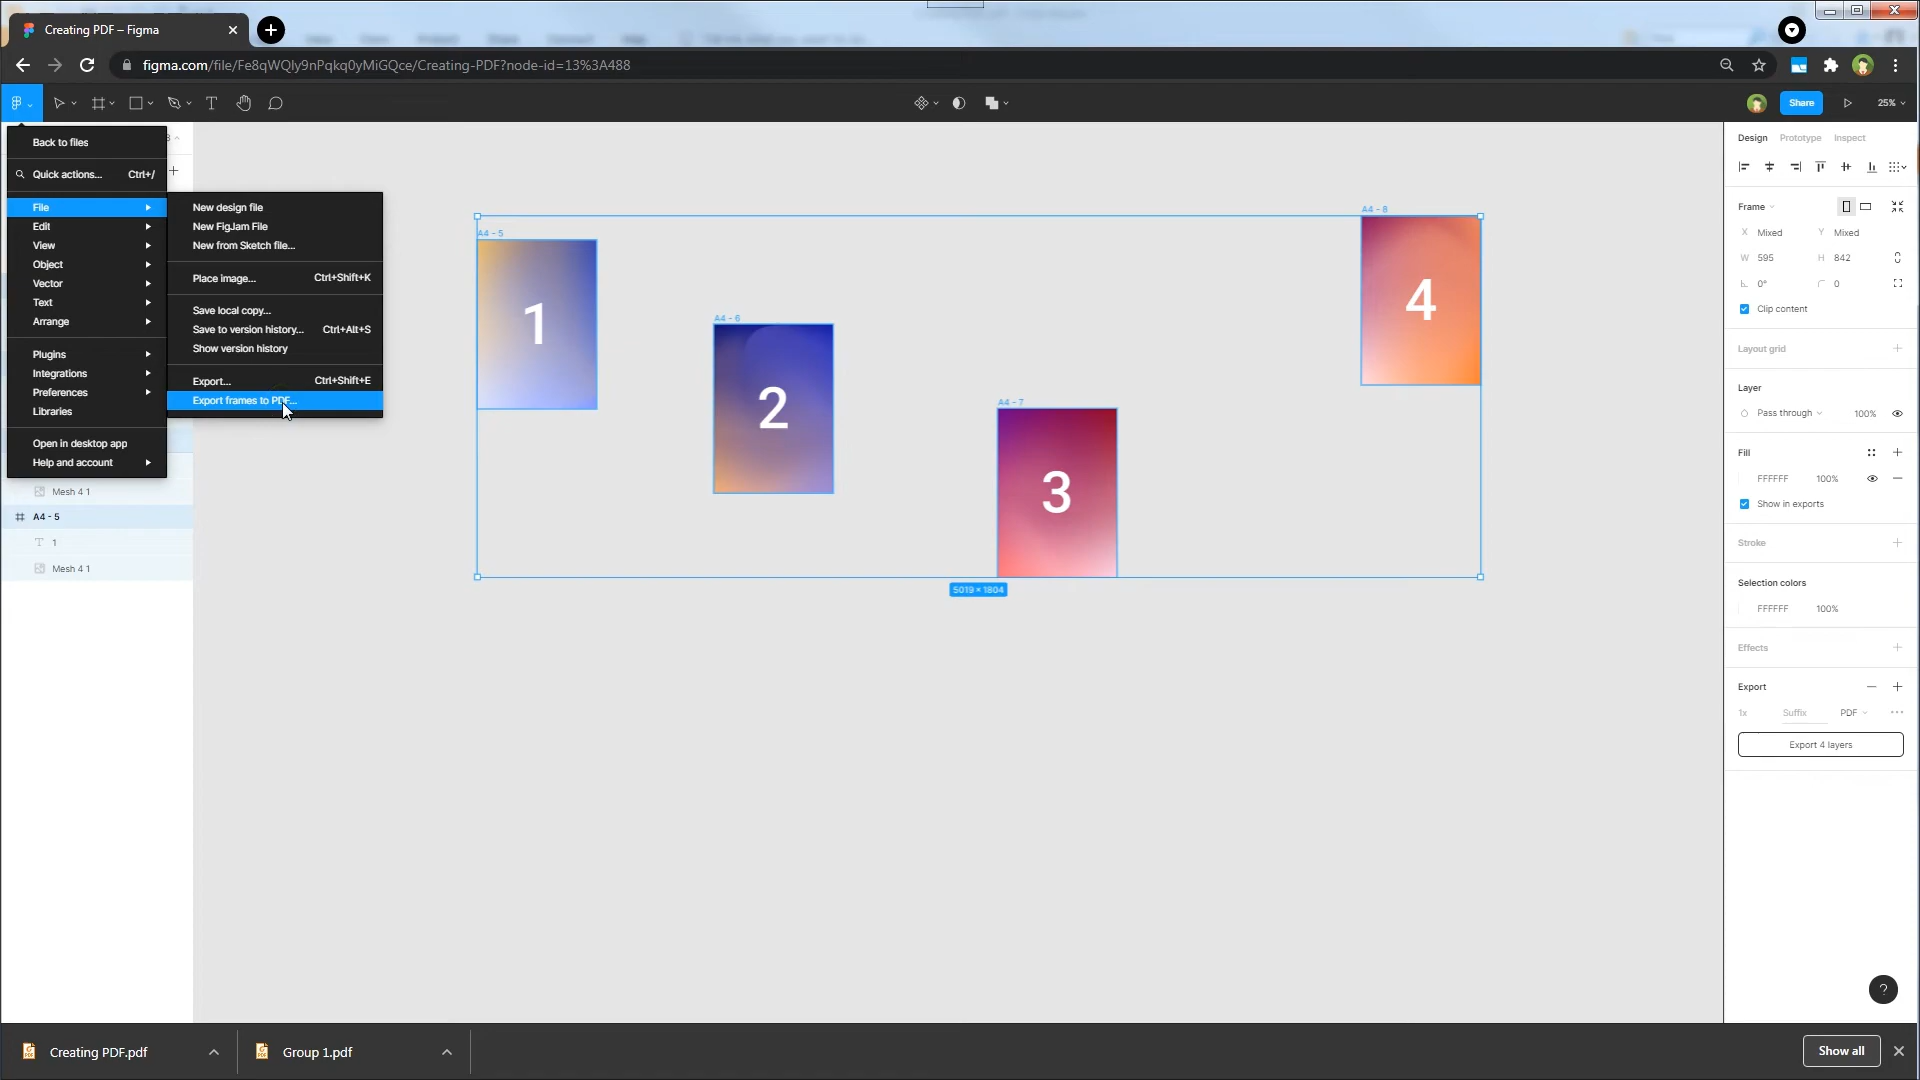 Creating PDF – Figma
figma.com/file/Fe8qWQly9nPqkq0yMiGQce/Creating-PDF?node-id=13%3A488
Share
25%
Back to files
Quick actions... Ctrl+/
File
Edit
View
Object
Vector
Text
Arrange
Plugins
Integrations
Preferences
Libraries
Open in desktop app
Help and account
New design file
New FigJam File
New from Sketch file...
Place image... Ctrl+Shift+K
Save local copy...
Save to version history... Ctrl+Alt+S
Show version history
Export... Ctrl+Shift+E
Export frames to PDF...
Mesh 4 1
A4 - 5
1
Mesh 4 1
A4 - 5
1
A4 - 6
2
A4 - 7
3
A4 - 8
4
5019 × 1804
Design Prototype Inspect
Frame
X Mixed Y Mixed
W 595 H 842
0° 0
Clip content
Layout grid
Layer
Pass through 100%
Fill
FFFFFF 100%
Show in exports
Stroke
Selection colors
FFFFFF 100%
Effects
Export
1x Suffix PDF
Export 4 layers
?
Creating PDF.pdf
Group 1.pdf
Show all